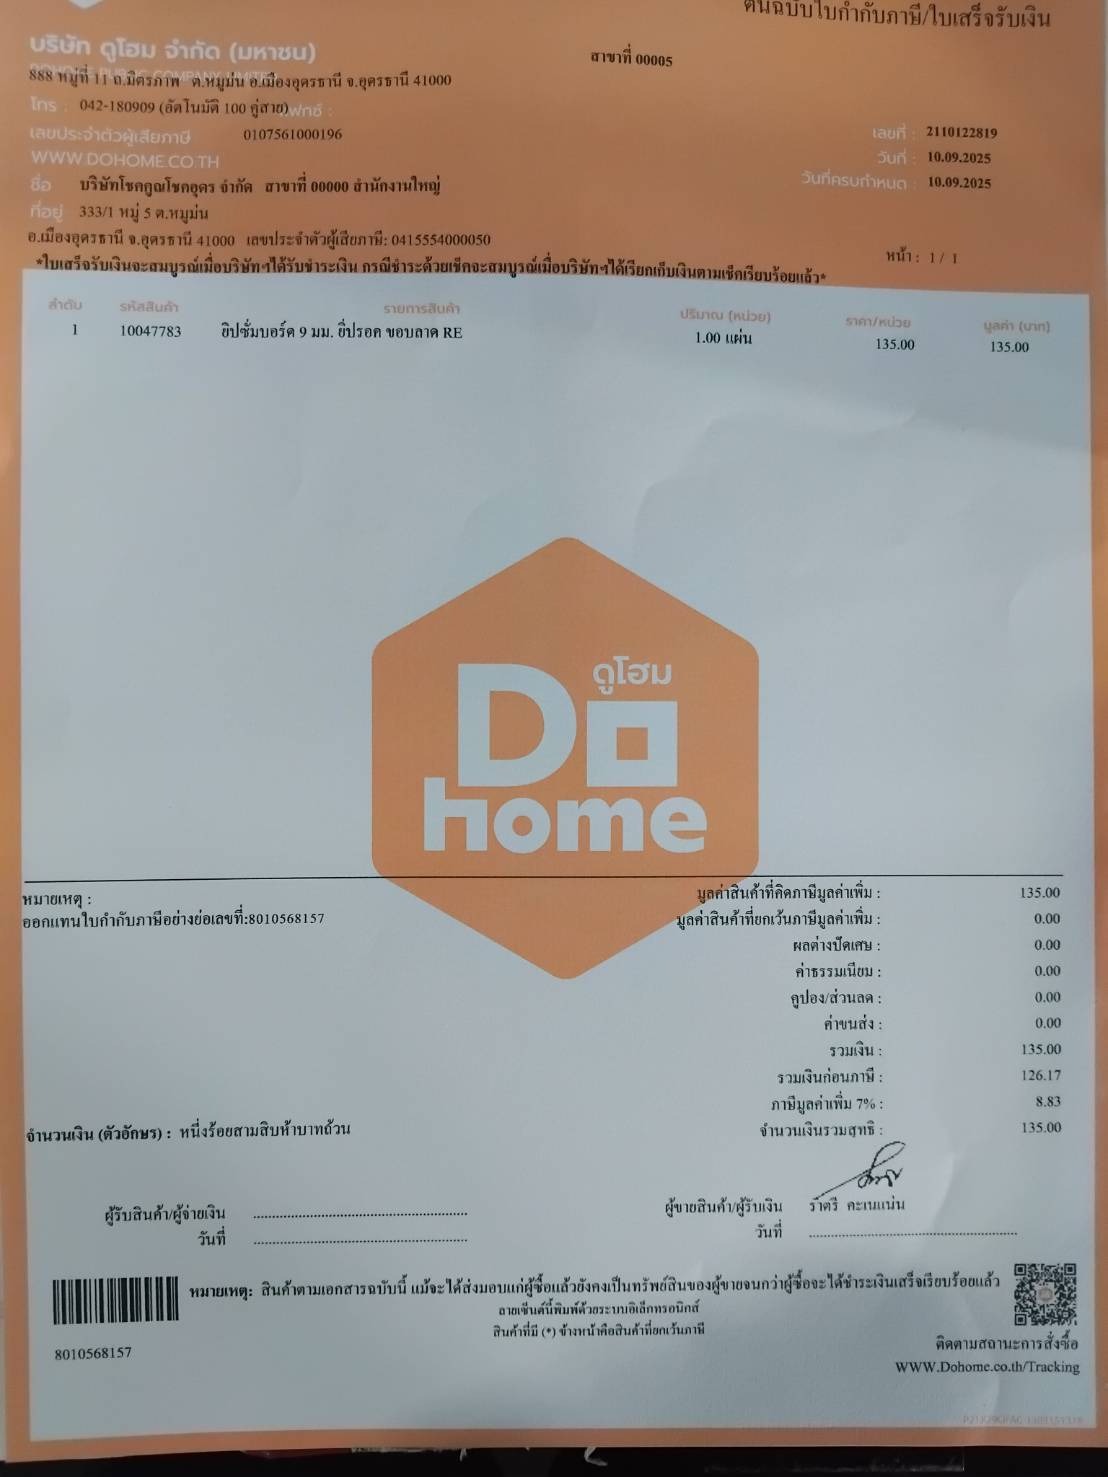 ต้นฉบับใบกำกับภาษี/ใบเสร็จรับเงิน
บริษัท ดูโฮม จำกัด (มหาชน)
สาขาที่ 00005
DOHOME PUBLIC COMPANY LIMITED
888 หมู่ที่ 11 ถ.มิตรภาพ ต.หมูม่น อ.เมืองอุดรธานี จ.อุดรธานี 41000
โทร : 042-180909 (อัตโนมัติ 100 คู่สาย) แฟกซ์ :
เลขประจำตัวผู้เสียภาษี 0107561000196
เลขที่ : 2110122819
WWW.DOHOME.CO.TH
วันที่ : 10.09.2025
ชื่อ บริษัทโชคกูณโชคอุดร จำกัด สาขาที่ 00000 สำนักงานใหญ่
วันที่ครบกำหนด : 10.09.2025
ที่อยู่ 333/1 หมู่ 5 ต.หมูม่น
อ.เมืองอุดรธานี จ.อุดรธานี 41000 เลขประจำตัวผู้เสียภาษี: 0415554000050
หน้า : 1 / 1
*ใบเสร็จรับเงินจะสมบูรณ์เมื่อบริษัทฯได้รับชำระเงิน กรณีชำระด้วยเช็คจะสมบูรณ์เมื่อบริษัทฯได้เรียกเก็บเงินตามเช็คเรียบร้อยแล้ว*
ลำดับ รหัสสินค้า รายการสินค้า ปริมาณ (หน่วย) ราคา/หน่วย มูลค่า (บาท)
1 10047783 ยิปซั่มบอร์ด 9 มม. ยิปรอค ขอบลาด RE 1.00 แผ่น 135.00 135.00
ดูโฮม
Do
home
หมายเหตุ :
ออกแทนใบกำกับภาษีอย่างย่อเลขที่:8010568157
มูลค่าสินค้าที่คิดภาษีมูลค่าเพิ่ม : 135.00
มูลค่าสินค้าที่ยกเว้นภาษีมูลค่าเพิ่ม : 0.00
ผลต่างปัดเศษ : 0.00
ค่าธรรมเนียม : 0.00
คูปอง/ส่วนลด : 0.00
ค่าขนส่ง : 0.00
รวมเงิน : 135.00
รวมเงินก่อนภาษี : 126.17
ภาษีมูลค่าเพิ่ม 7% : 8.83
จำนวนเงิน (ตัวอักษร) : หนึ่งร้อยสามสิบห้าบาทถ้วน
จำนวนเงินรวมสุทธิ : 135.00
ผู้รับสินค้า/ผู้จ่ายเงิน
ผู้ขายสินค้า/ผู้รับเงิน ราตรี คะเนแน่น
วันที่
วันที่
หมายเหตุ: สินค้าตามเอกสารฉบับนี้ แม้จะได้ส่งมอบแก่ผู้ซื้อแล้วยังคงเป็นทรัพย์สินของผู้ขายจนกว่าผู้ซื้อจะได้ชำระเงินเสร็จเรียบร้อยแล้ว
ลายเซ็นต์นี้พิมพ์ด้วยระบบอิเล็กทรอนิกส์
สินค้าที่มี (*) ข้างหน้าคือสินค้าที่ยกเว้นภาษี
8010568157
ติดตามสถานะการสั่งซื้อ
WWW.Dohome.co.th/Tracking